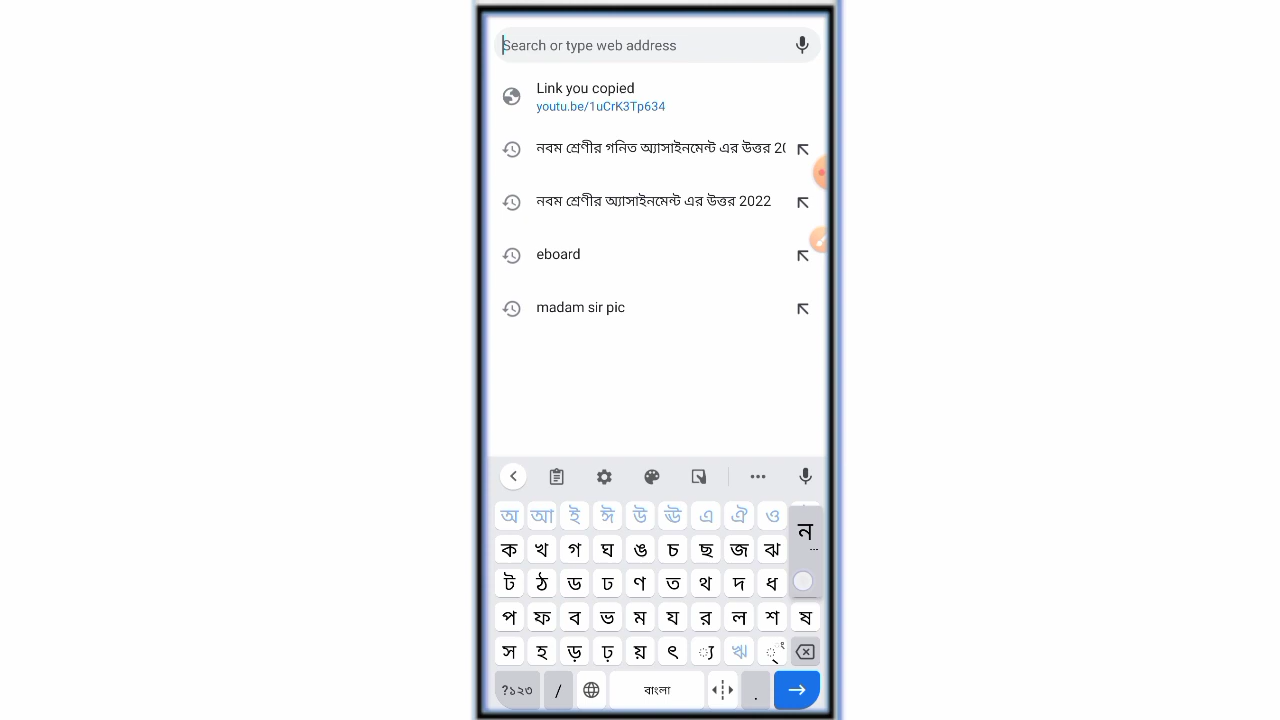 Search or type web address
Link you copied
youtu.be/1uCrK3Tp634
নবম শ্রেণীর গনিত অ্যাসাইনমেন্ট এর উত্তর 20
নবম শ্রেণীর অ্যাসাইনমেন্ট এর উত্তর 2022
eboard
madam sir pic
অ আ ই ঈ উ ঊ এ ঐ ও
ন
ক খ গ ঘ ঙ চ ছ জ ঝ
ট ঠ ড ঢ ণ ত থ দ ধ
প ফ ব ভ ম য র ল শ ষ
স হ ড় ঢ় য় ৎ ্য ঋ ্
?১২৩ / বাংলা .